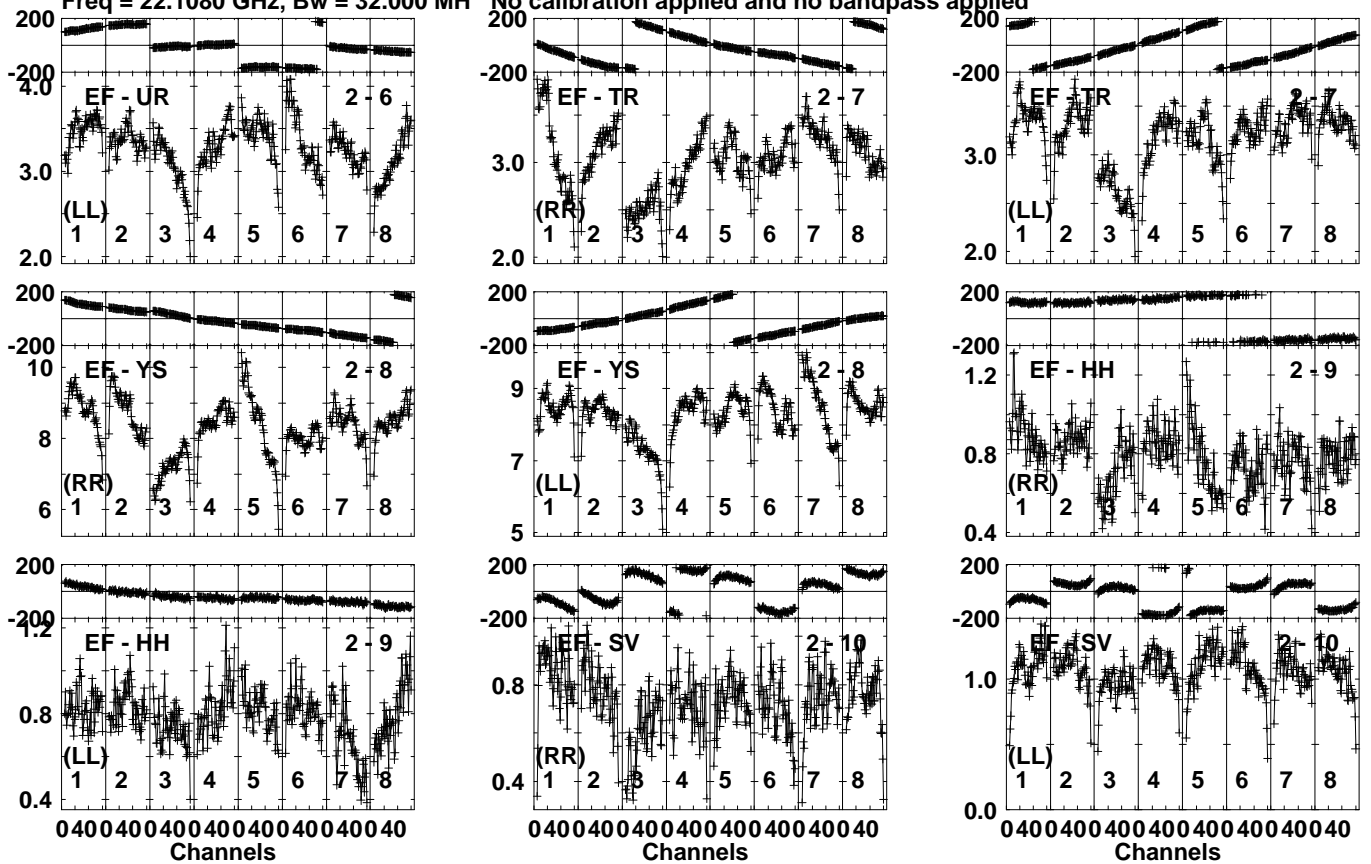 Freq = 22.1080 GHz, Bw = 32.000 MH No calibration applied and no bandpass applied
200
-200
4.0
3.0
2.0
EF - UR 2 - 6
(LL)
1 2 3 4 5 6 7 8
200
-200
3.0
2.0
EF - TR 2 - 7
(RR)
1 2 3 4 5 6 7 8
200
-200
3.0
2.0
EF - TR 2 - 7
(LL)
1 2 3 4 5 6 7 8
200
-200
10
8
6
EF - YS 2 - 8
(RR)
1 2 3 4 5 6 7 8
200
-200
9
7
5
EF - YS 2 - 8
(LL)
1 2 3 4 5 6 7 8
200
-200
1.2
0.8
0.4
EF - HH 2 - 9
(RR)
1 2 3 4 5 6 7 8
200
-200
1.2
0.8
0.4
EF - HH 2 - 9
(LL)
1 2 3 4 5 6 7 8
0 40 0 40 0 40 0 40 0 40 0 40 0 40 0 40
Channels
200
-200
0.8
0.4
EF - SV 2 - 10
(RR)
1 2 3 4 5 6 7 8
0 40 0 40 0 40 0 40 0 40 0 40 0 40 0 40
Channels
200
-200
1.0
0.0
EF - SV 2 - 10
(LL)
1 2 3 4 5 6 7 8
0 40 0 40 0 40 0 40 0 40 0 40 0 40 0 40
Channels